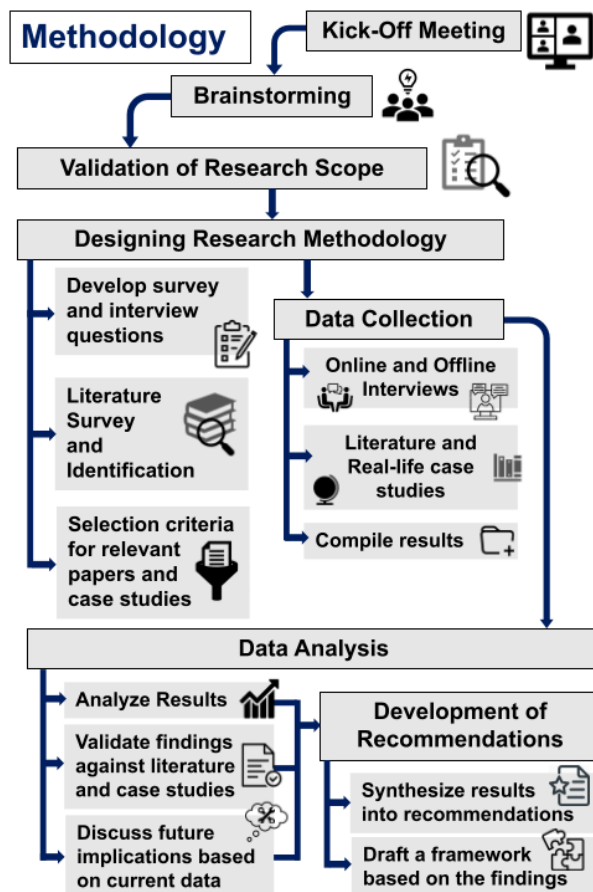 Methodology
Kick-Off Meeting
Brainstorming
Validation of Research Scope
Designing Research Methodology
Develop survey
and interview
questions
Literature
Survey
and
Identification
Selection criteria
for relevant
papers and
case studies
Data Collection
Online and Offline
Interviews
Literature and
Real-life case
studies
Compile results
Data Analysis
Analyze Results
Validate findings
against literature
and case studies
Discuss future
implications based
on current data
Development of
Recommendations
Synthesize results
into recommendations
Draft a framework
based on the findings